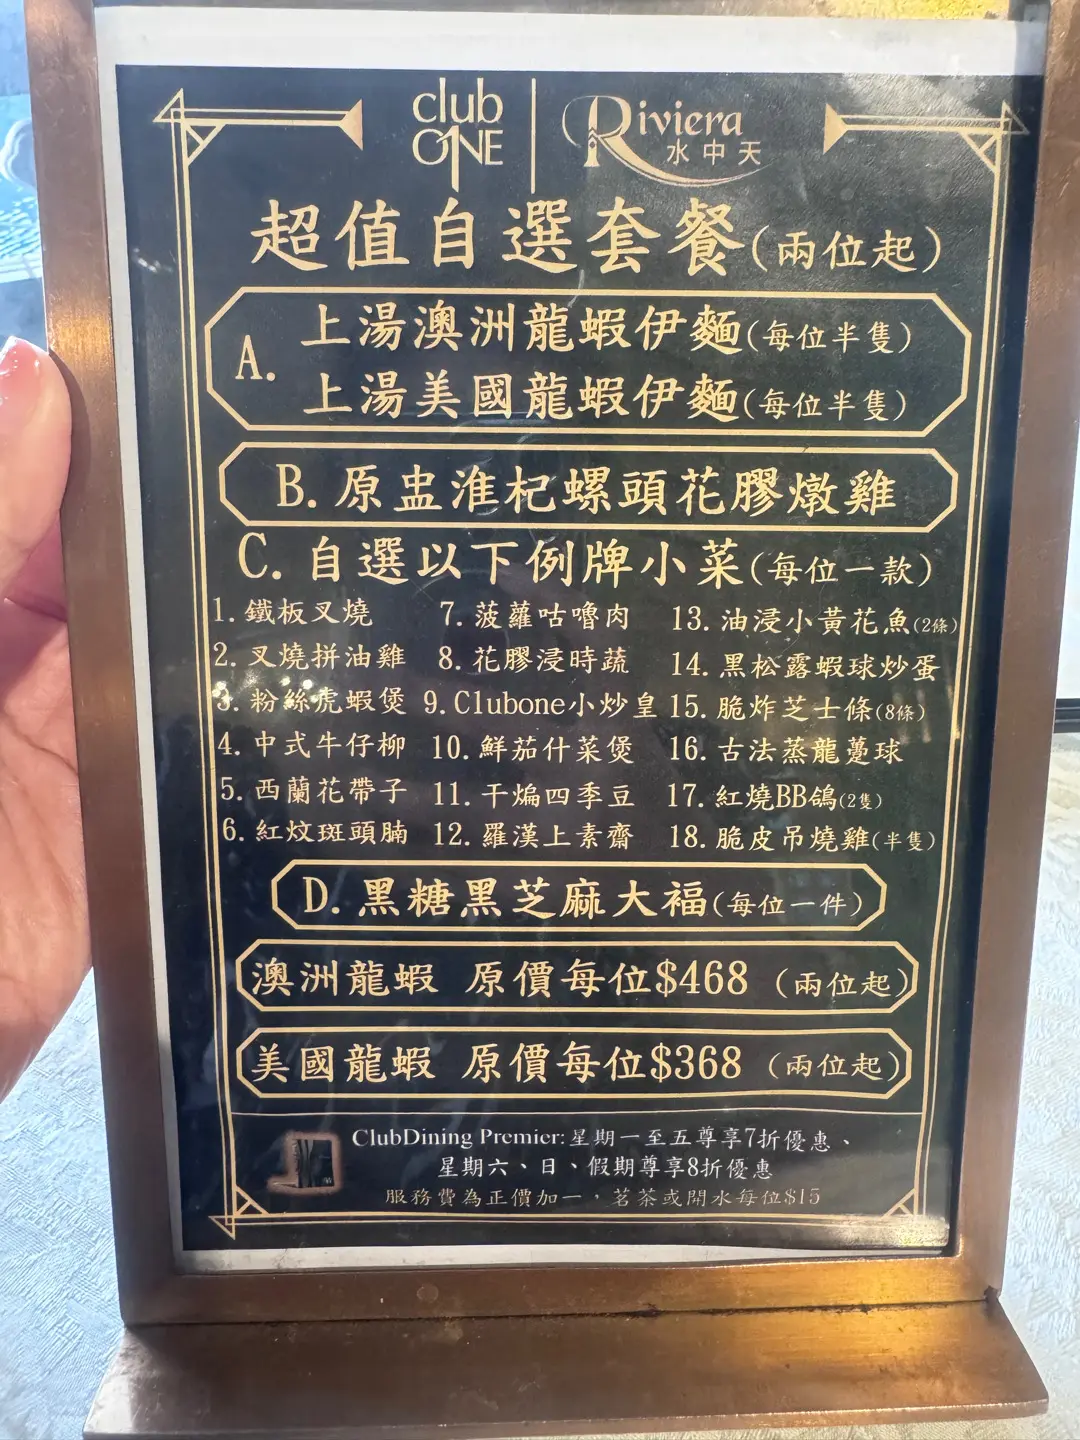 club ONE | Riviera 水中天
超值自選套餐(兩位起)
A.
上湯澳洲龍蝦伊麵(每位半隻)
上湯美國龍蝦伊麵(每位半隻)
B. 原盅淮杞螺頭花膠燉雞
C. 自選以下例牌小菜(每位一款)
1. 鐵板叉燒 7. 菠蘿咕嚕肉 13. 油浸小黃花魚(2條)
2. 叉燒拼油雞 8. 花膠浸時蔬 14. 黑松露蝦球炒蛋
3. 粉絲虎蝦煲 9. Clubone小炒皇 15. 脆炸芝士條(8條)
4. 中式牛仔柳 10. 鮮茄什菜煲 16. 古法蒸龍躉球
5. 西蘭花帶子 11. 干煸四季豆 17. 紅燒BB鴿(2隻)
6. 紅炆斑頭腩 12. 羅漢上素齋 18. 脆皮吊燒雞(半隻)
D. 黑糖黑芝麻大福(每位一件)
澳洲龍蝦 原價每位$468 (兩位起)
美國龍蝦 原價每位$368 (兩位起)
ClubDining Premier:星期一至五尊享7折優惠、
星期六、日、假期尊享8折優惠
服務費為正價加一，茗茶或開水每位$15